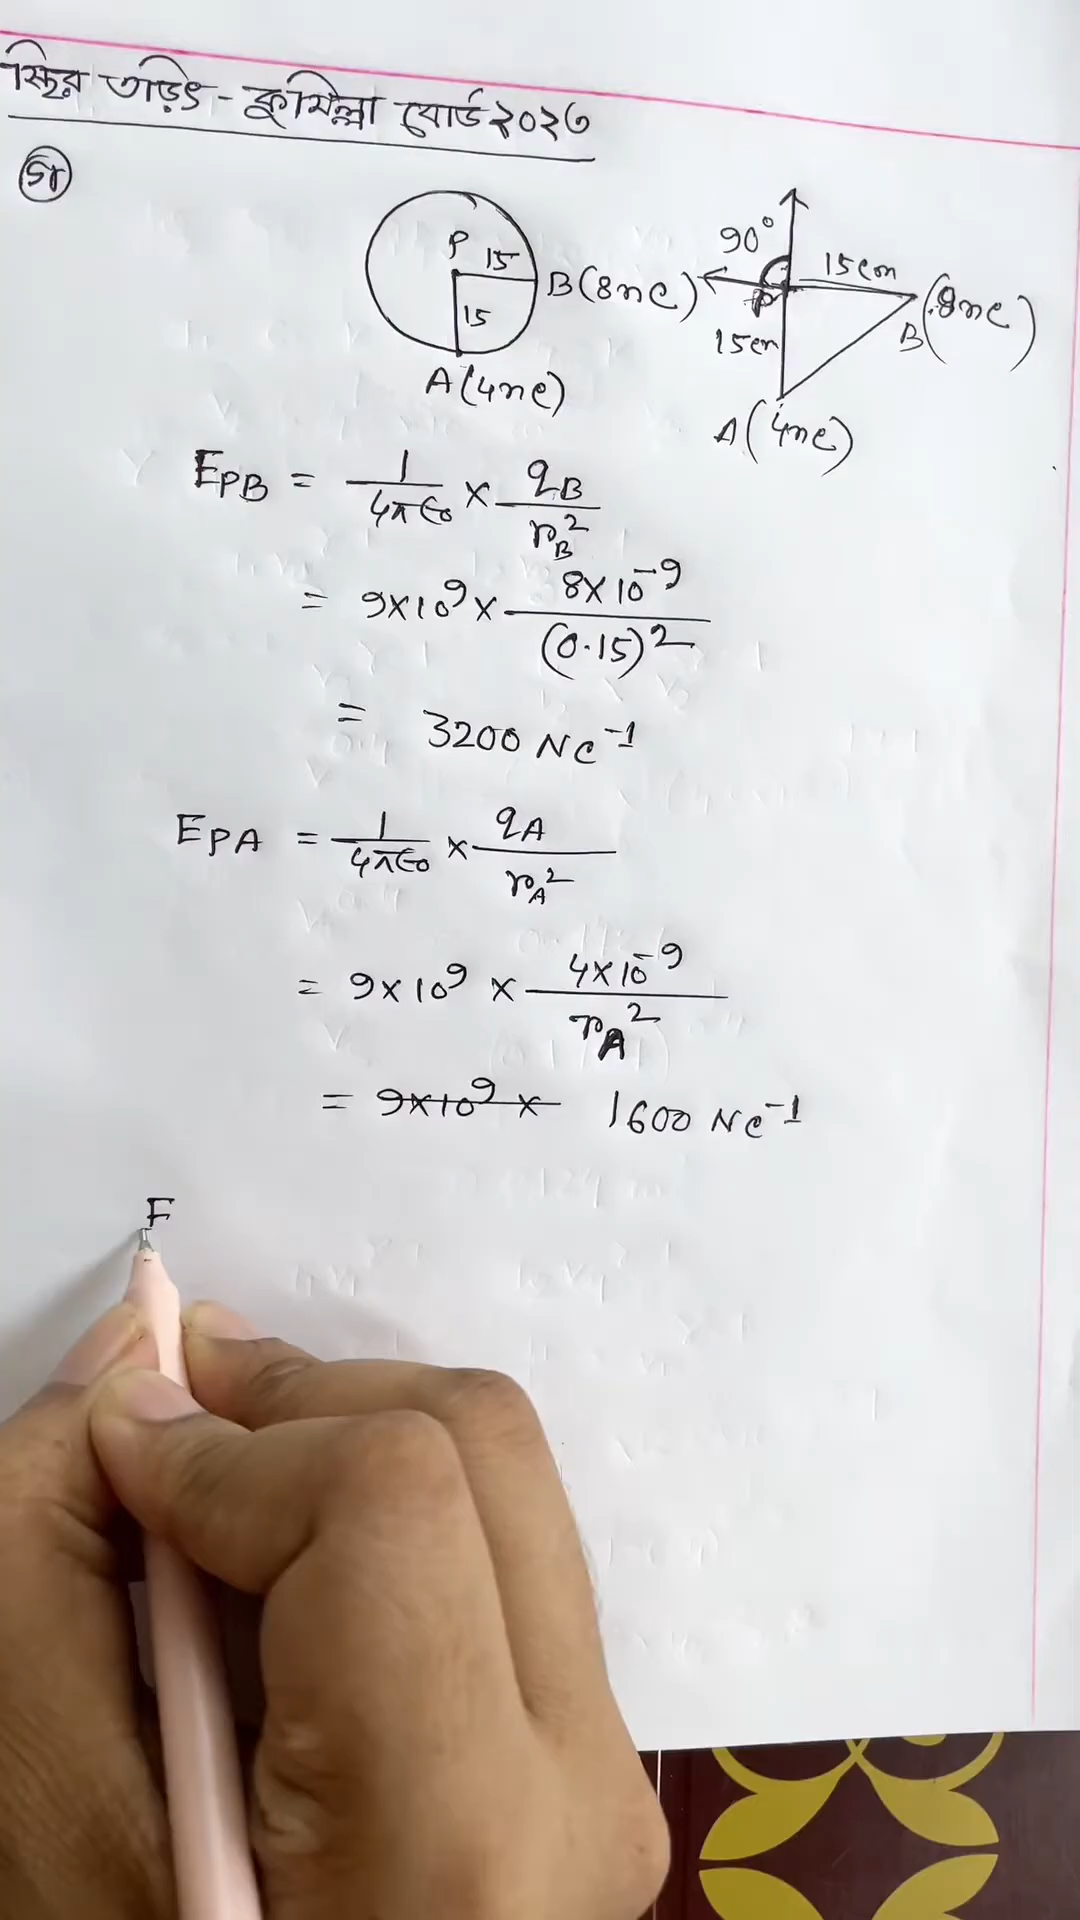 স্থির তড়িৎ - কুমিল্লা বোর্ড ২০২৩
গ
P 15 B (8nc)
15
A (4nc)
90° 15cm
P B (8nc)
15cm
A (4nc)
EPB = 1/4πϵ₀ × qB/rB²
= 9×10⁹ × 8×10⁻⁹/(0.15)²
= 3200 NC⁻¹
EPA = 1/4πϵ₀ × qA/rA²
= 9×10⁹ × 4×10⁻⁹/rA²
= 9×10⁹ × 1600 NC⁻¹
E